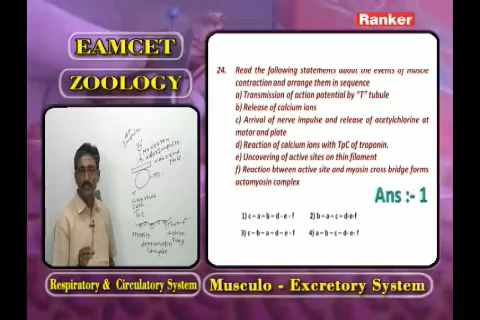 Ranker
EAMCET
ZOOLOGY
24. Read the following statements about the events of muscle
contraction and arrange them in sequence
a) Transmission of action potential by "T" tubule
b) Release of calcium ions
c) Arrival of nerve impulse and release of acetylchlorine at
motor and plate
d) Reaction of calcium ions with TpC of troponin.
e) Uncovering of active sites on thin filament
f) Reaction btween active site and myosin cross bridge forms
actomyosin complex
Ans :- 1
1) c – a – b – d - e - f 2) b – a – c – d-e-f
3) c – b – a – d – e - f 4) a – b – c – d- e - f
Respiratory & Circulatory System
Musculo - Excretory System